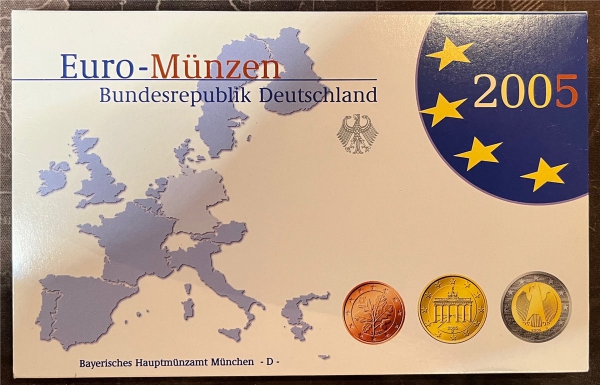 Euro-Münzen
Bundesrepublik Deutschland
2005
Bayerisches Hauptmünzamt München - D -